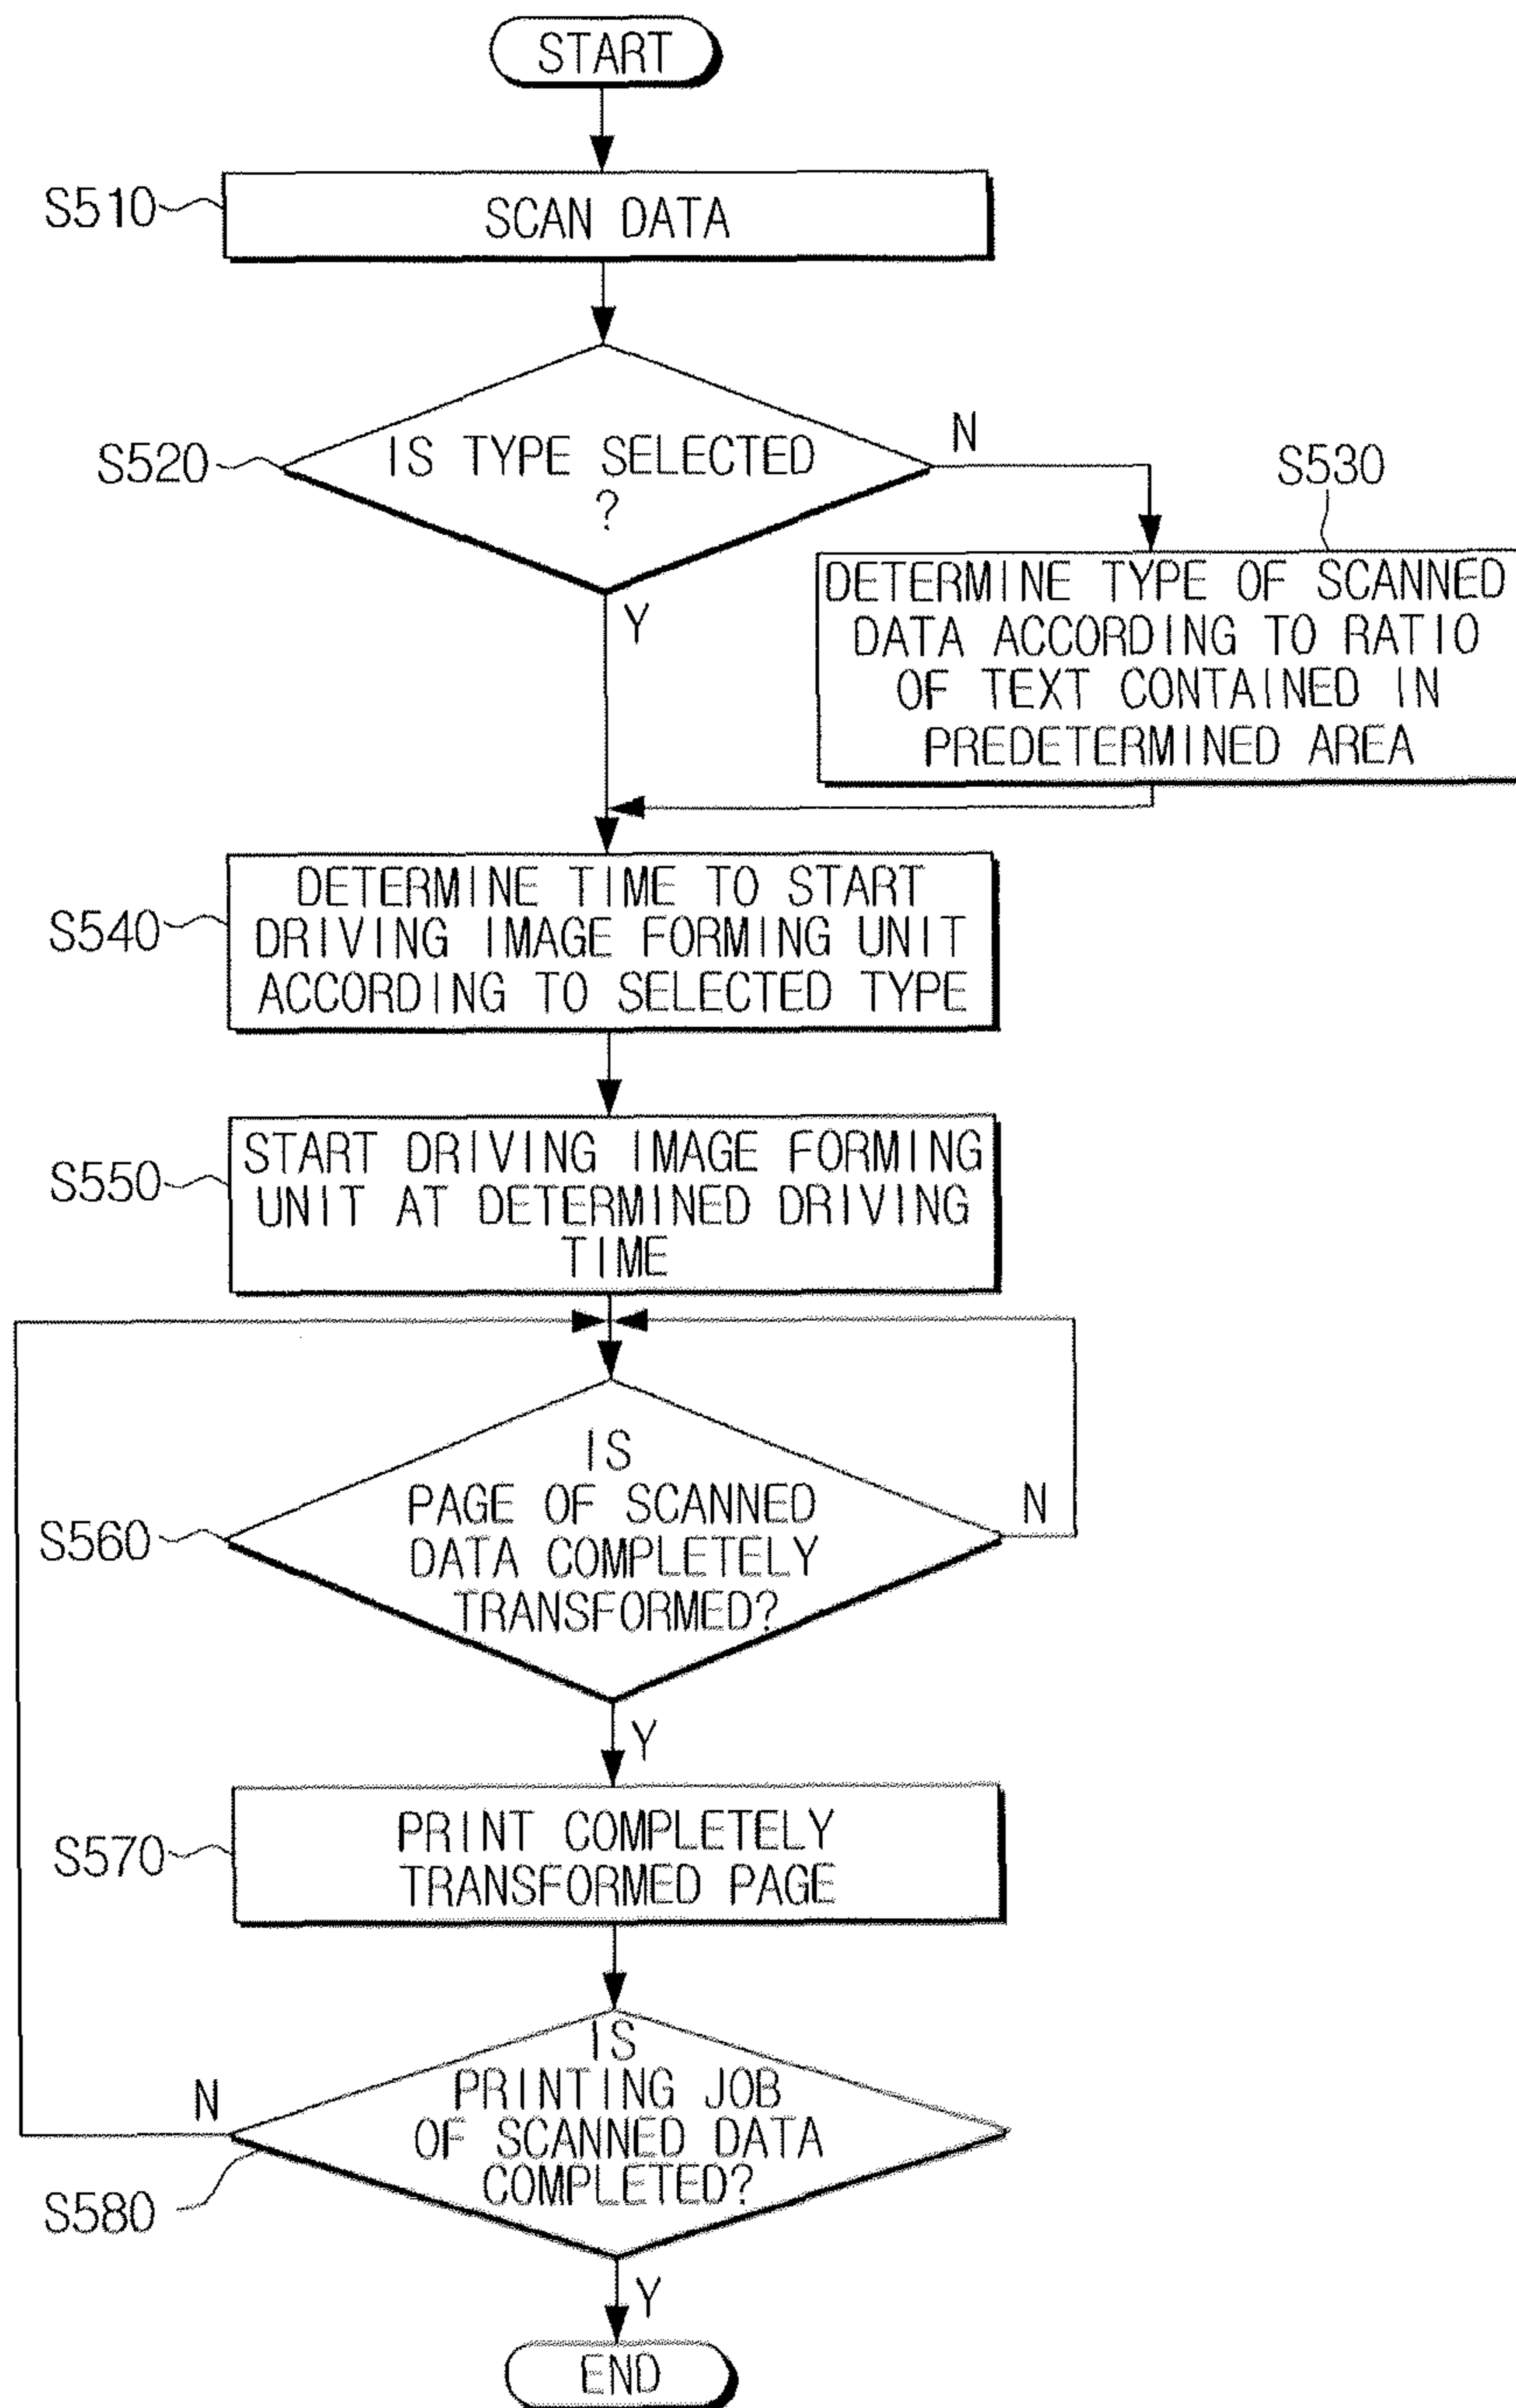 START
S510
SCAN DATA
S520
IS TYPE SELECTED
?
N
Y
S530
DETERMINE TYPE OF SCANNED
DATA ACCORDING TO RATIO
OF TEXT CONTAINED IN
PREDETERMINED AREA
S540
DETERMINE TIME TO START
DRIVING IMAGE FORMING UNIT
ACCORDING TO SELECTED TYPE
S550
START DRIVING IMAGE FORMING
UNIT AT DETERMINED DRIVING
TIME
S560
IS
PAGE OF SCANNED
DATA COMPLETELY
TRANSFORMED?
N
Y
S570
PRINT COMPLETELY
TRANSFORMED PAGE
S580
IS
PRINTING JOB
OF SCANNED DATA
COMPLETED?
N
Y
END